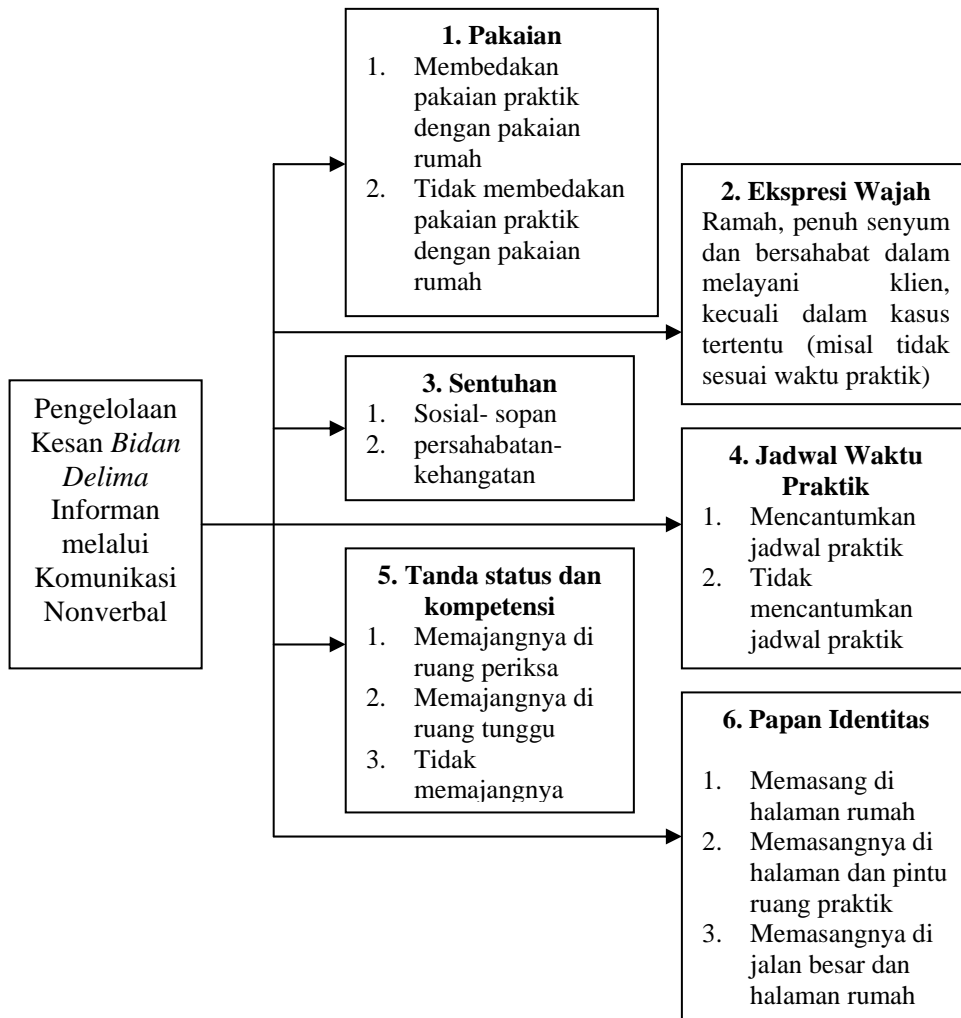 1. Pakaian
1. Membedakan
pakaian praktik
dengan pakaian
rumah
2. Tidak membedakan
pakaian praktik
dengan pakaian
rumah
2. Ekspresi Wajah
Ramah, penuh senyum
dan bersahabat dalam
melayani klien,
kecuali dalam kasus
tertentu (misal tidak
sesuai waktu praktik)
3. Sentuhan
1. Sosial- sopan
2. persahabatan-
kehangatan
Pengelolaan
Kesan Bidan
Delima
Informan
melalui
Komunikasi
Nonverbal
4. Jadwal Waktu
Praktik
1. Mencantumkan
jadwal praktik
2. Tidak
mencantumkan
jadwal praktik
5. Tanda status dan
kompetensi
1. Memajangnya di
ruang periksa
2. Memajangnya di
ruang tunggu
3. Tidak
memajangnya
6. Papan Identitas
1. Memasang di
halaman rumah
2. Memasangnya di
halaman dan pintu
ruang praktik
3. Memasangnya di
jalan besar dan
halaman rumah